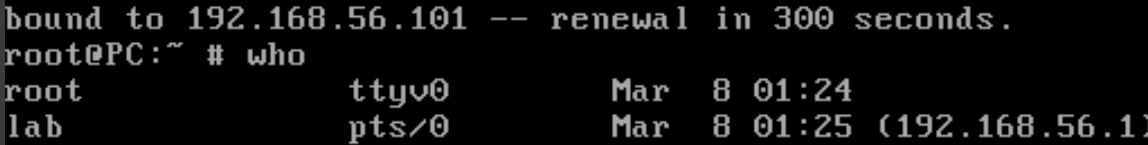 bound to 192.168.56.101 -- renewal in 300 seconds.
root@PC:~ # who
root             ttyv0         Mar  8 01:24
lab              pts/0         Mar  8 01:25 (192.168.56.1)